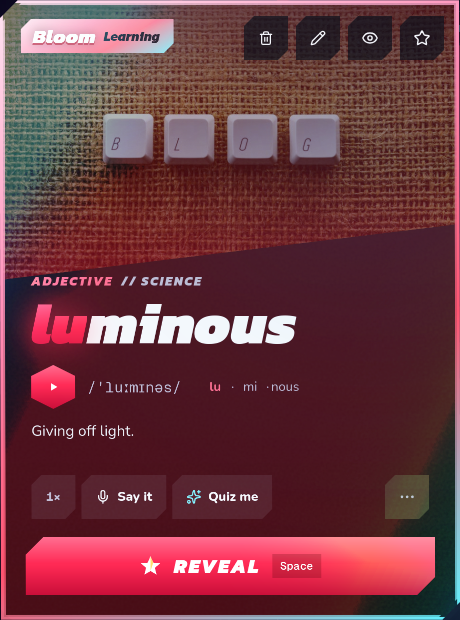 Bloom Learning
B L O G
ADJECTIVE // SCIENCE
luminous
/ˈluːmɪnəs/ lu · mi · nous
Giving off light.
1× Say it Quiz me ...
REVEAL Space